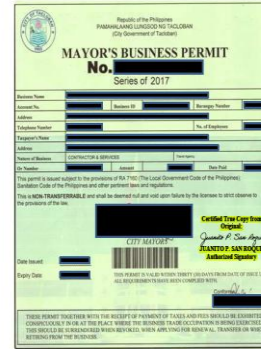 Republic of the Philippines
PAMAHALAANG LUNGSOD NG TACLOBAN
(City Government of Tacloban)
MAYOR'S BUSINESS PERMIT
No.
Series of 2017
Business Name
Account No.
Business ID
Barangay Number
Address
Telephone Number
No. of Employees
Taxpayer's Name
Address
Nature of Business
CONTRACTOR & SERVICES
Or Number
Amount
Date Paid
This permit is issued subject to the provisions of RA 7160 (The Local Government Code of the Philippines).
Sanitation Code of the Philippines and other pertinent laws and regulations.
This is NON-TRANSFERRABLE and shall be deemed null and void upon failure by the licensee to strict observe to
the provisions of the law.
Certified True Copy from
Original:
JUANITO P. SAN ROQUE
Authorized Signatory
CITY MAYOR
Date Issued
Expiry Date
THIS PERMIT IS VALID WITHIN THIRTY (30) DAYS FROM DATE OF ISSUE
ALL REQUIREMENTS HAVE BEEN COMPLIED WITH.
THESE PERMIT TOGETHER WITH THE RECEIPT OF PAYMENT OF TAXES AND FEES SHOULD BE EXHIBITED
CONSPICUOUSLY IN OR AT THE PLACE WHERE THE BUSINESS TRADE OCCUPATION IS BEING EXERCISE
THIS SHOULD BE SURRENDERED WHEN REVOKED, WHEN APPLYING FOR RENEWAL, TRANSFER OR WHE
RETIRING FROM THE BUSINESS